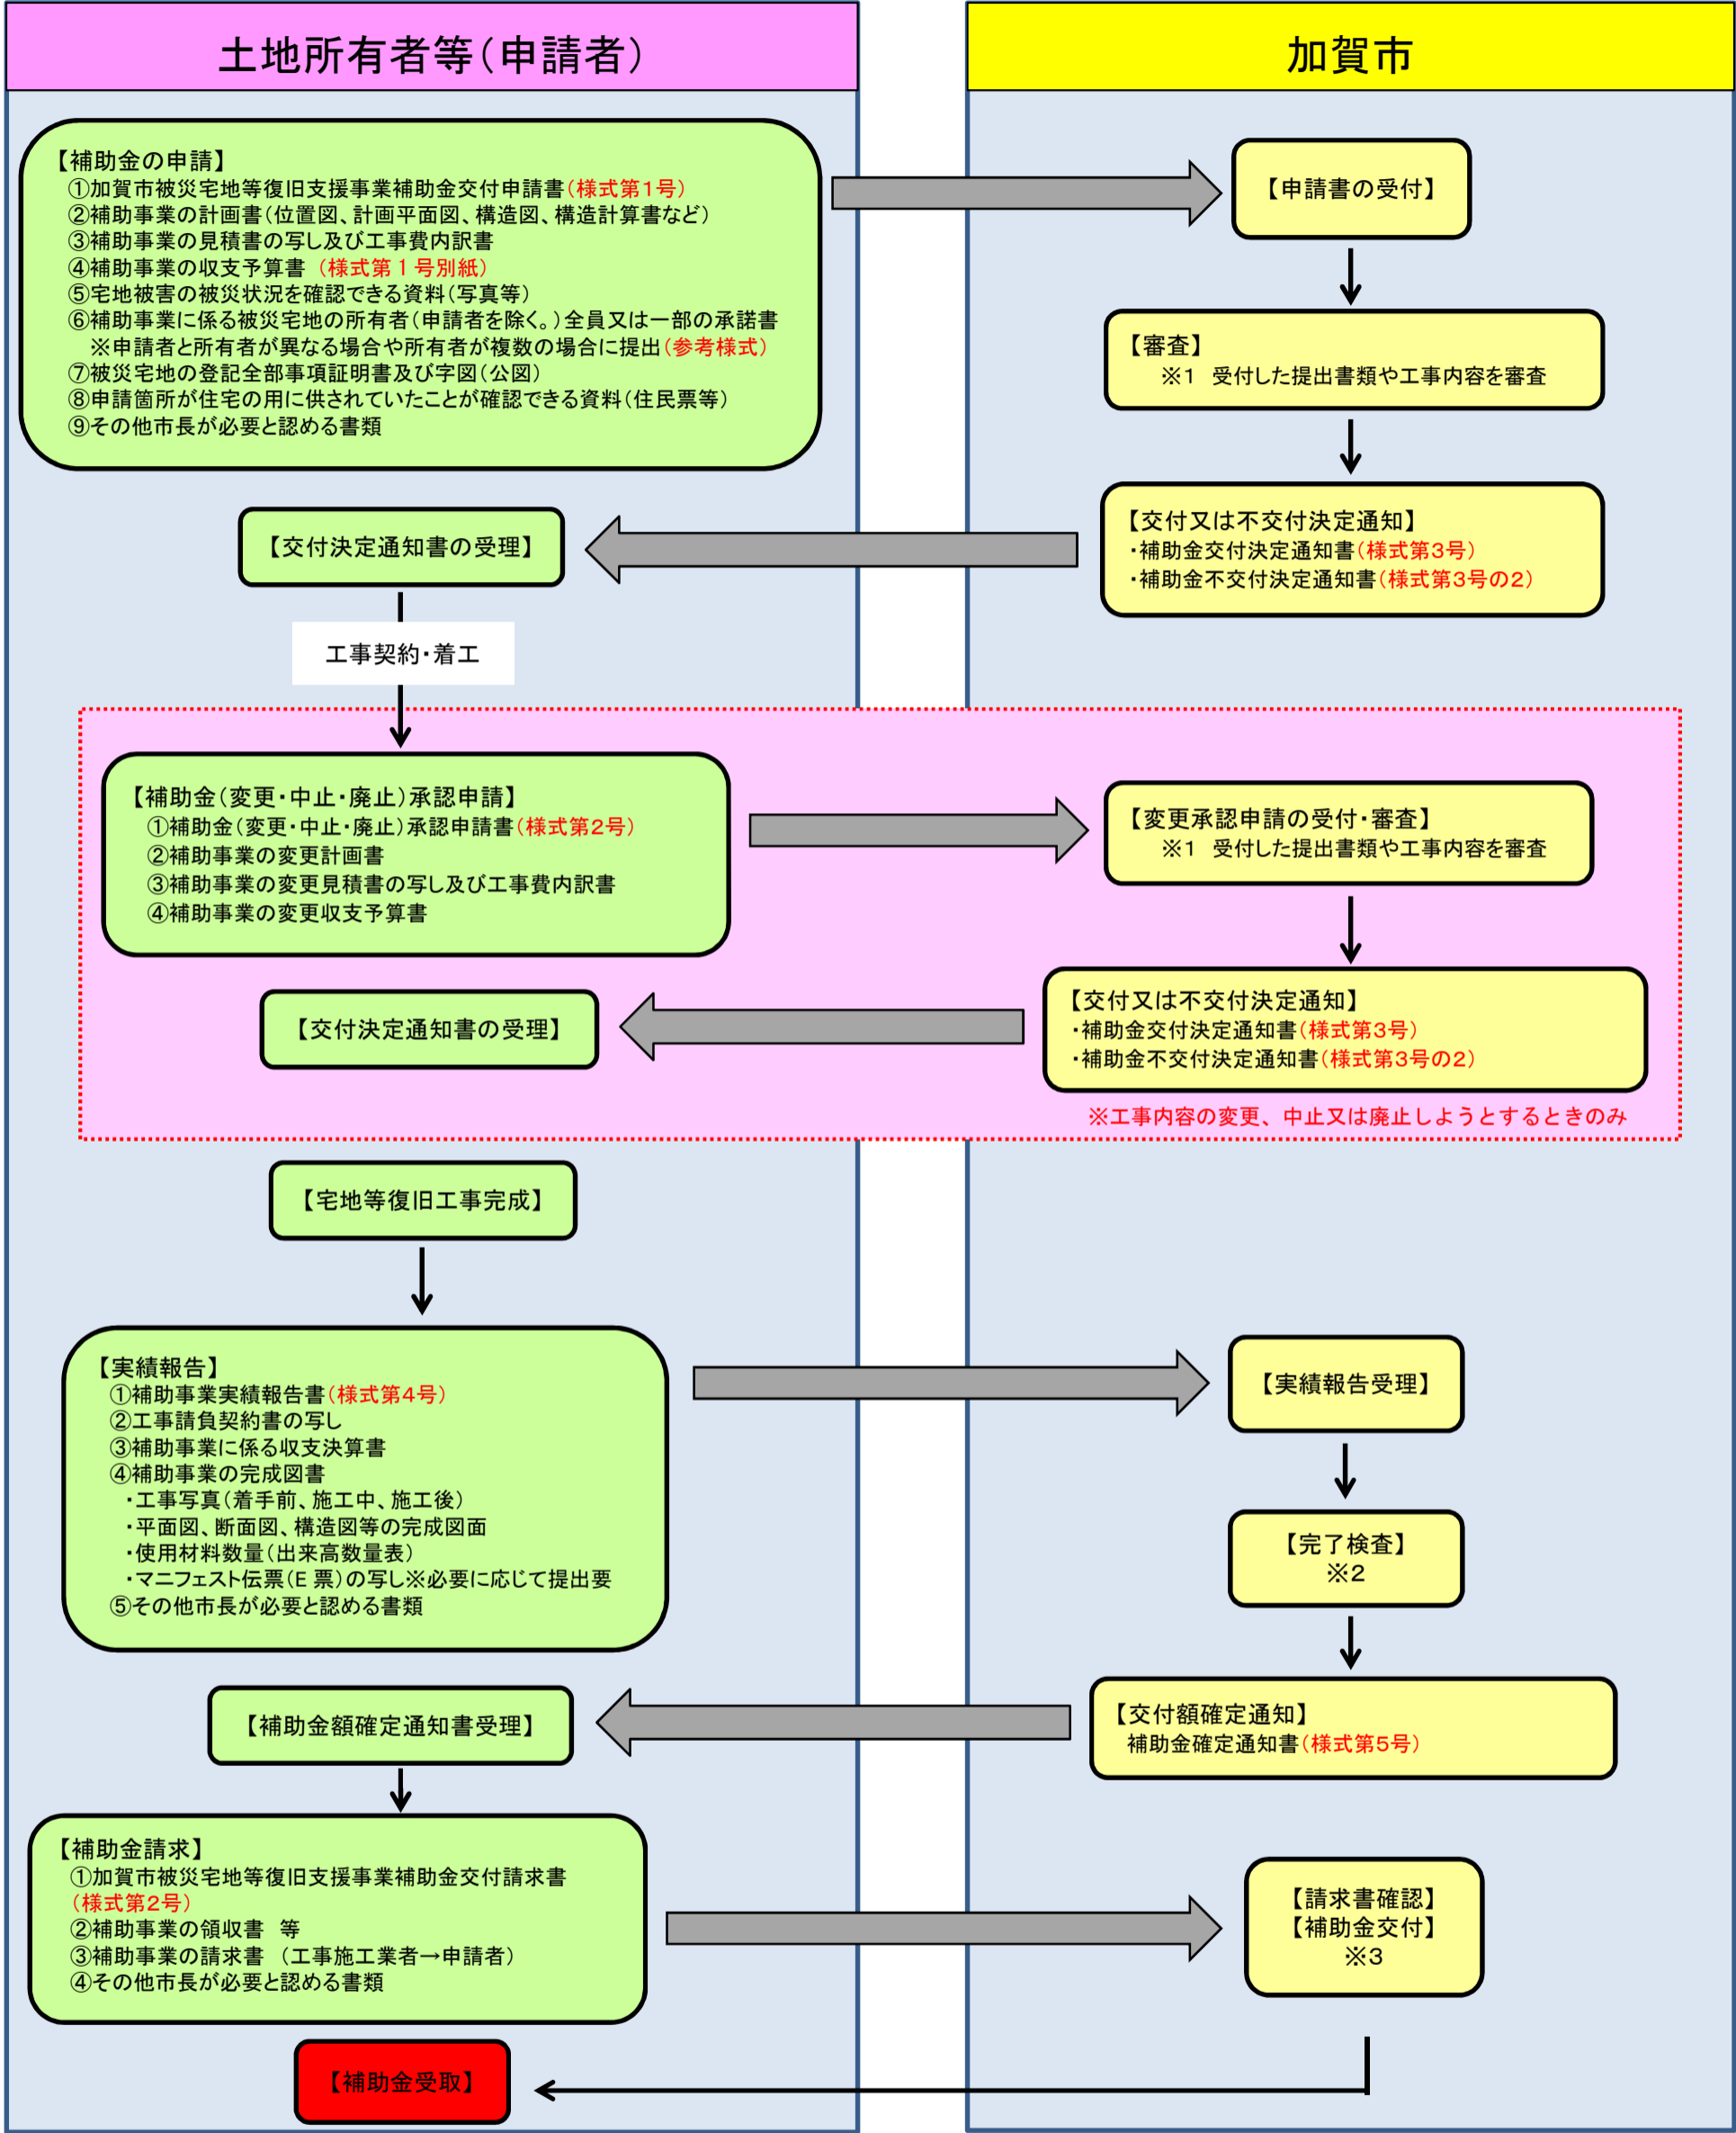 土地所有者等（申請者）
加賀市
【補助金の申請】
①加賀市被災宅地等復旧支援事業補助金交付申請書（様式第１号）
②補助事業の計画書（位置図、計画平面図、構造図、構造計算書など）
③補助事業の見積書の写し及び工事費内訳書
④補助事業の収支予算書（様式第１号別紙）
⑤宅地被害の被災状況を確認できる資料（写真等）
⑥補助事業に係る被災宅地の所有者（申請者を除く。）全員又は一部の承諾書
※申請者と所有者が異なる場合や所有者が複数の場合に提出（参考様式）
⑦被災宅地の登記全部事項証明書及び字図（公図）
⑧申請箇所が住宅の用に供されていたことが確認できる資料（住民票等）
⑨その他市長が必要と認める書類
【申請書の受付】
【審査】
※１　受付した提出書類や工事内容を審査
【交付又は不交付決定通知】
・補助金交付決定通知書（様式第３号）
・補助金不交付決定通知書（様式第３号の２）
【交付決定通知書の受理】
工事契約・着工
【補助金（変更・中止・廃止）承認申請】
①補助金（変更・中止・廃止）承認申請書（様式第２号）
②補助事業の変更計画書
③補助事業の変更見積書の写し及び工事費内訳書
④補助事業の変更収支予算書
【変更承認申請の受付・審査】
※１　受付した提出書類や工事内容を審査
【交付又は不交付決定通知】
・補助金交付決定通知書（様式第３号）
・補助金不交付決定通知書（様式第３号の２）
【交付決定通知書の受理】
※工事内容の変更、中止又は廃止しようとするときのみ
【宅地等復旧工事完成】
【実績報告】
①補助事業実績報告書（様式第４号）
②工事請負契約書の写し
③補助事業に係る収支決算書
④補助事業の完成図書
・工事写真（着手前、施工中、施工後）
・平面図、断面図、構造図等の完成図面
・使用材料数量（出来高数量表）
・マニフェスト伝票（E 票）の写し※必要に応じて提出要
⑤その他市長が必要と認める書類
【実績報告受理】
【完了検査】
※２
【交付額確定通知】
補助金確定通知書（様式第５号）
【補助金額確定通知書受理】
【補助金請求】
①加賀市被災宅地等復旧支援事業補助金交付請求書
（様式第２号）
②補助事業の領収書　等
③補助事業の請求書　（工事施工業者→申請者）
④その他市長が必要と認める書類
【請求書確認】
【補助金交付】
※３
【補助金受取】